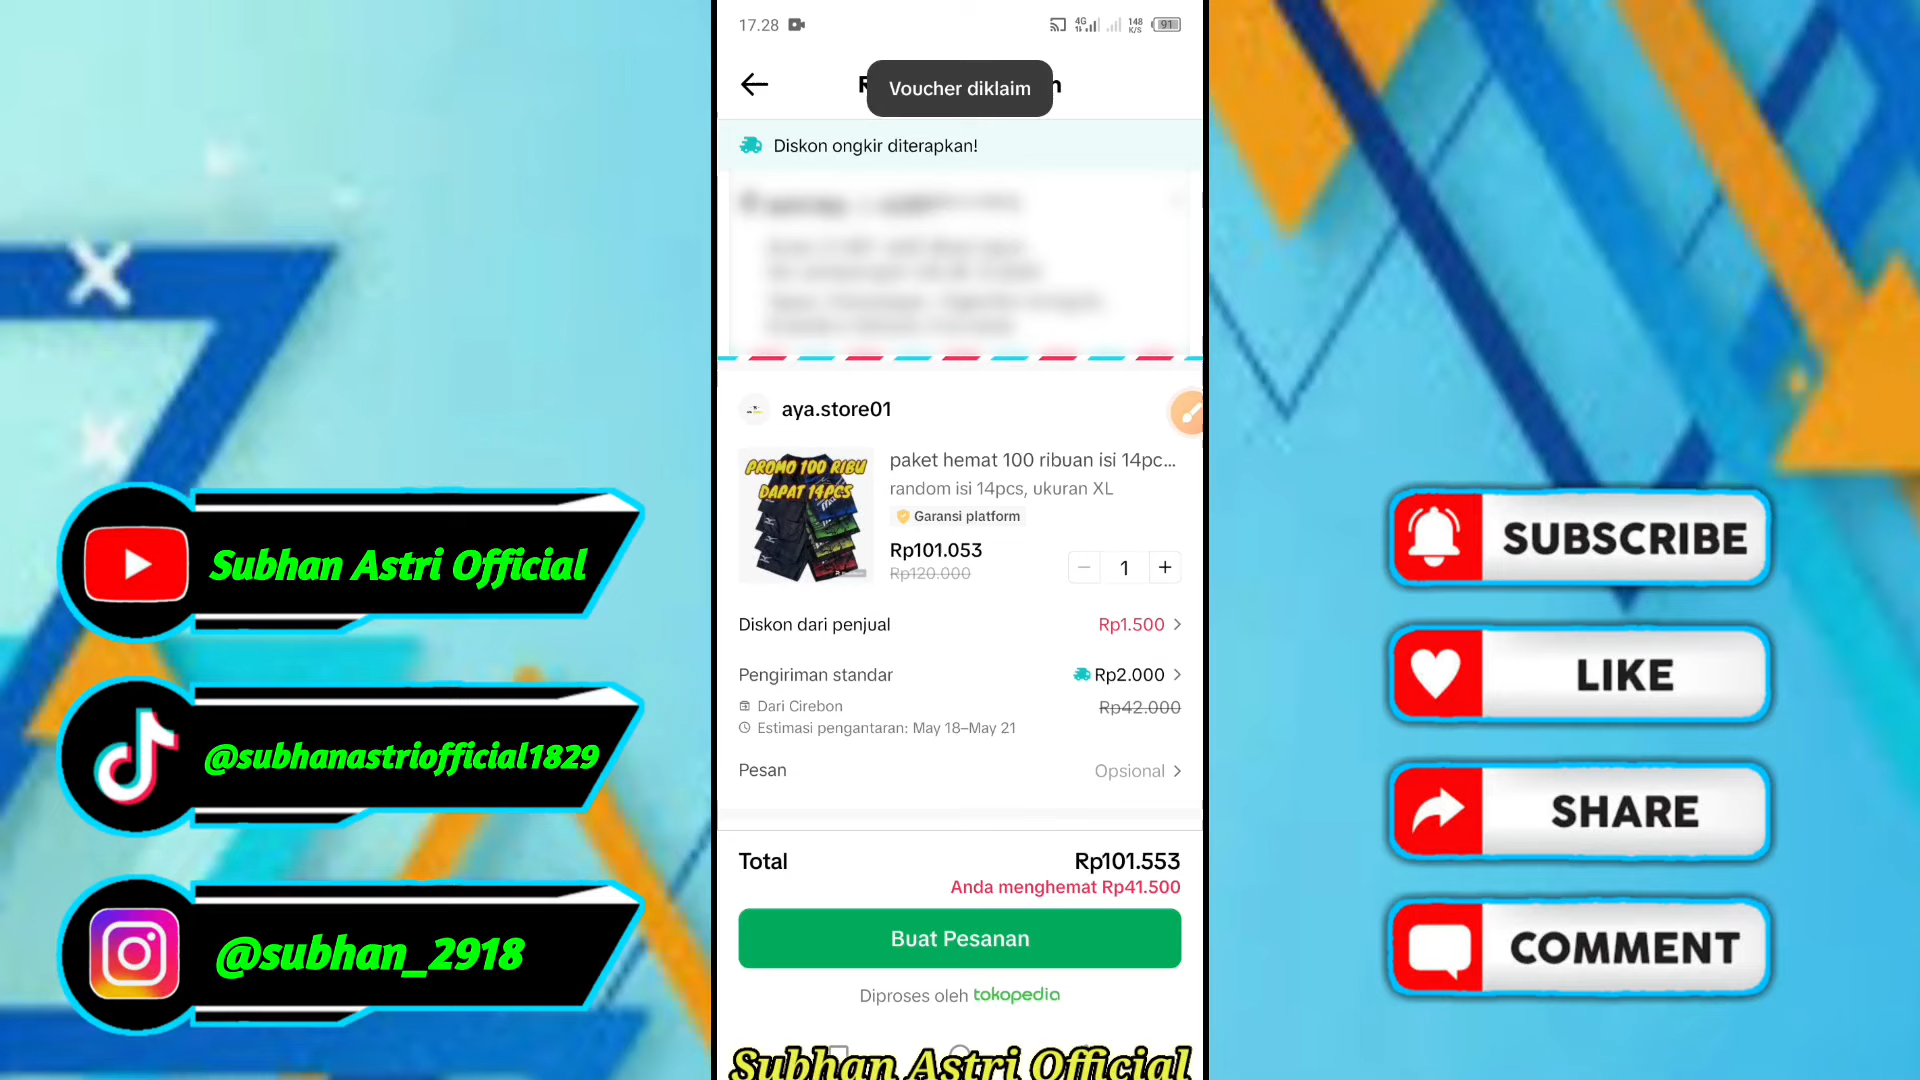 17.28
4G
148
K/S
91
Voucher diklaim
Diskon ongkir diterapkan!
aya.store01
PROMO 100 RIBU
DAPAT 14PCS
paket hemat 100 ribuan isi 14pc...
random isi 14pcs, ukuran XL
Garansi platform
Rp101.053
Rp120.000
1
Diskon dari penjual Rp1.500
Pengiriman standar Rp2.000
Dari Cirebon Rp42.000
Estimasi pengantaran: May 18–May 21
Pesan Opsional
Total Rp101.553
Anda menghemat Rp41.500
Buat Pesanan
Diproses oleh tokopedia
Subhan Astri Official
Subhan Astri Official
@subhanastriofficial1829
@subhan_2918
SUBSCRIBE
LIKE
SHARE
COMMENT